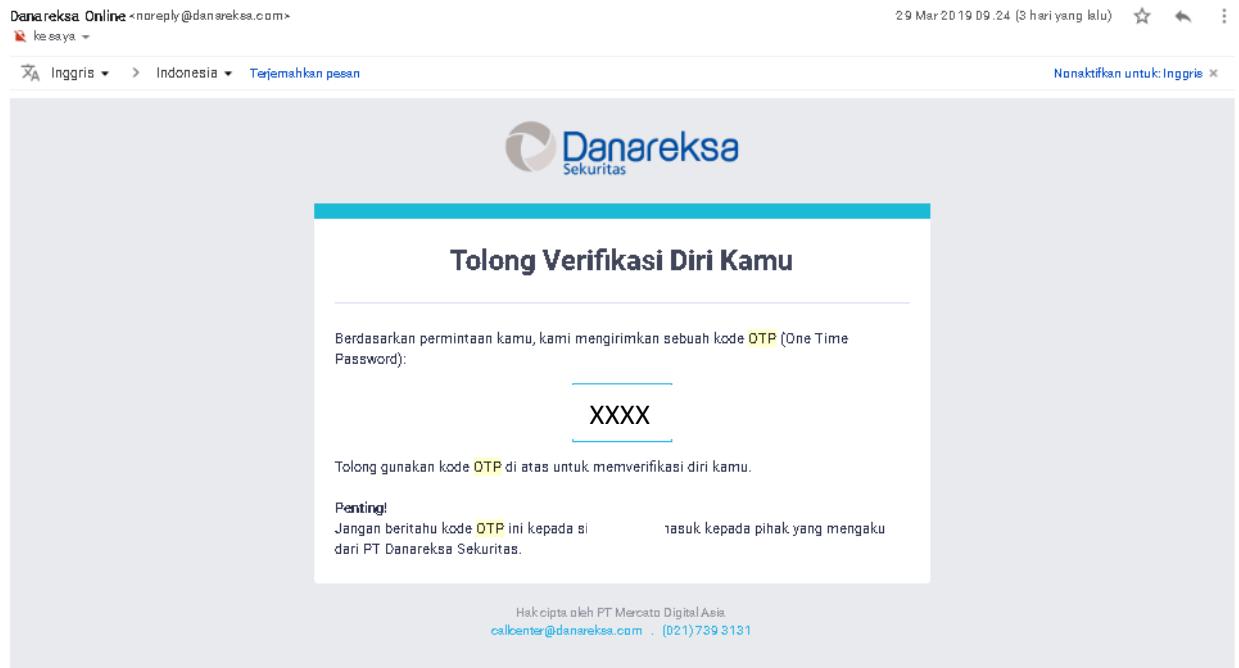 Danareksa Online <noreply@danareksa.com>
29 Mar 2019 09.24 (3 hari yang lalu)
ke saya
Inggris > Indonesia Terjemahkan pesan
Nonaktifkan untuk: Inggris ×
Danareksa
Sekuritas
Tolong Verifikasi Diri Kamu
Berdasarkan permintaan kamu, kami mengirimkan sebuah kode OTP (One Time
Password):
XXXX
Tolong gunakan kode OTP di atas untuk memverifikasi diri kamu.
Penting!
Jangan beritahu kode OTP ini kepada kepada pihak yang mengaku
dari PT Danareksa Sekuritas.
Hak cipta oleh PT Mercato Digital Asia
callcenter@danareksa.com . (021) 739 3131